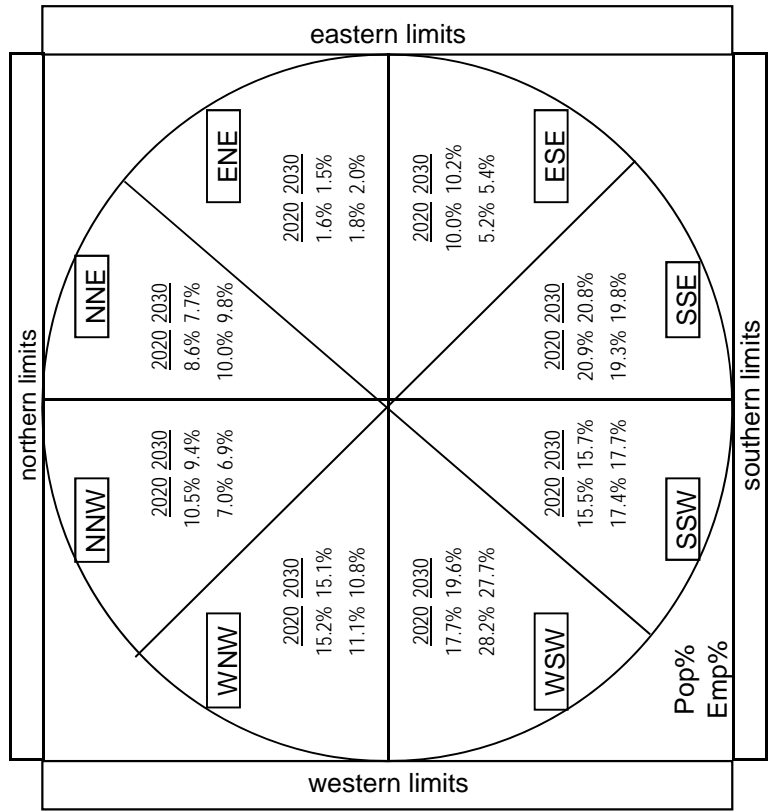 eastern limits
northern limits
southern limits
western limits
ENE
2020 2030
1.6% 1.5%
1.8% 2.0%
ESE
2020 2030
10.0% 10.2%
5.2% 5.4%
NNE
2020 2030
8.6% 7.7%
10.0% 9.8%
SSE
2020 2030
20.9% 20.8%
19.3% 19.8%
NNW
2020 2030
10.5% 9.4%
7.0% 6.9%
SSW
2020 2030
15.5% 15.7%
17.4% 17.7%
WNW
2020 2030
15.2% 15.1%
11.1% 10.8%
WSW
2020 2030
17.7% 19.6%
28.2% 27.7%
Pop%
Emp%